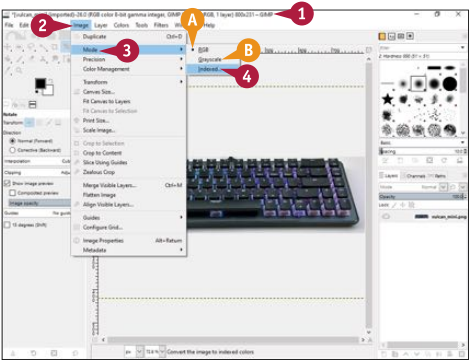 *[vulcan_mini] (imported)-28.0 (RGB color 8-bit gamma integer, GIMP 1 layer) 800x231 – GIMP
1
A
2
File Edit Image Layer Colors Tools Filters Help
Duplicate Ctrl+D
Mode
3
RGB
Precision
Grayscale
B
Color Management
Indexed...
4
Transform
Canvas Size...
Fit Canvas to Layers
Fit Canvas to Selection
Print Size...
Scale Image...
Crop to Selection
Crop to Content
Slice Using Guides
Zealous Crop
Merge Visible Layers... Ctrl+M
Flatten Image
Align Visible Layers...
Guides
Configure Grid...
Image Properties Alt+Return
Metadata
Rotate
Transform
Direction
Normal (Forward)
Corrective (Backward)
Interpolation
Clipping
Show image preview
Composited preview
Image opacity
Guides
15 degrees (Shift)
2. Hardness 050 (51 × 51)
Basic
Spacing 10.0
Layers Channels Paths
Mode Normal
Opacity 100.0
Lock:
vulcan_mini.png
px 72.8 % Convert the image to indexed colors